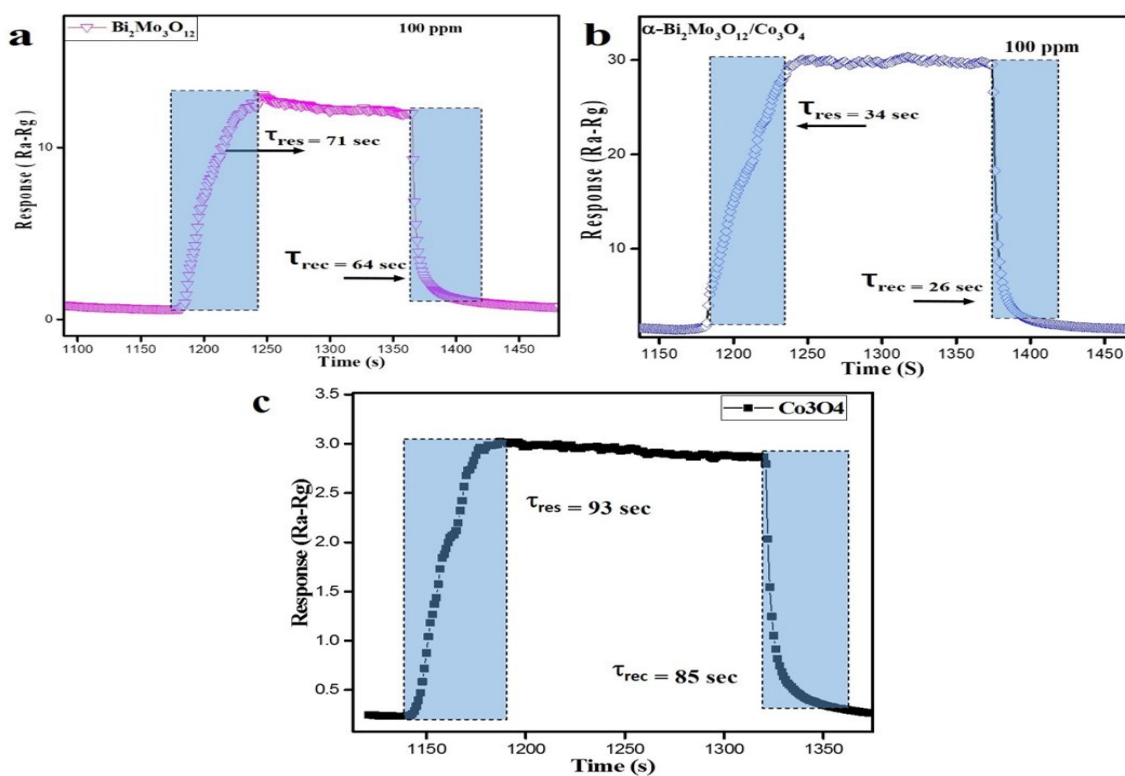 a
Bi₂Mo₃O₁₂
100 ppm
Response ( Ra-Rg)
10
0
τres = 71 sec
τrec = 64 sec
1100 1150 1200 1250 1300 1350 1400 1450
Time (s)
b
α-Bi₂Mo₃O₁₂/Co₃O₄
100 ppm
Response (Ra-Rg)
30
20
10
0
τres = 34 sec
τrec = 26 sec
1150 1200 1250 1300 1350 1400 1450
Time (S)
c
Co3O4
Response (Ra-Rg)
3.5
3.0
2.5
2.0
1.5
1.0
0.5
τres = 93 sec
τrec = 85 sec
1150 1200 1250 1300 1350
Time (s)